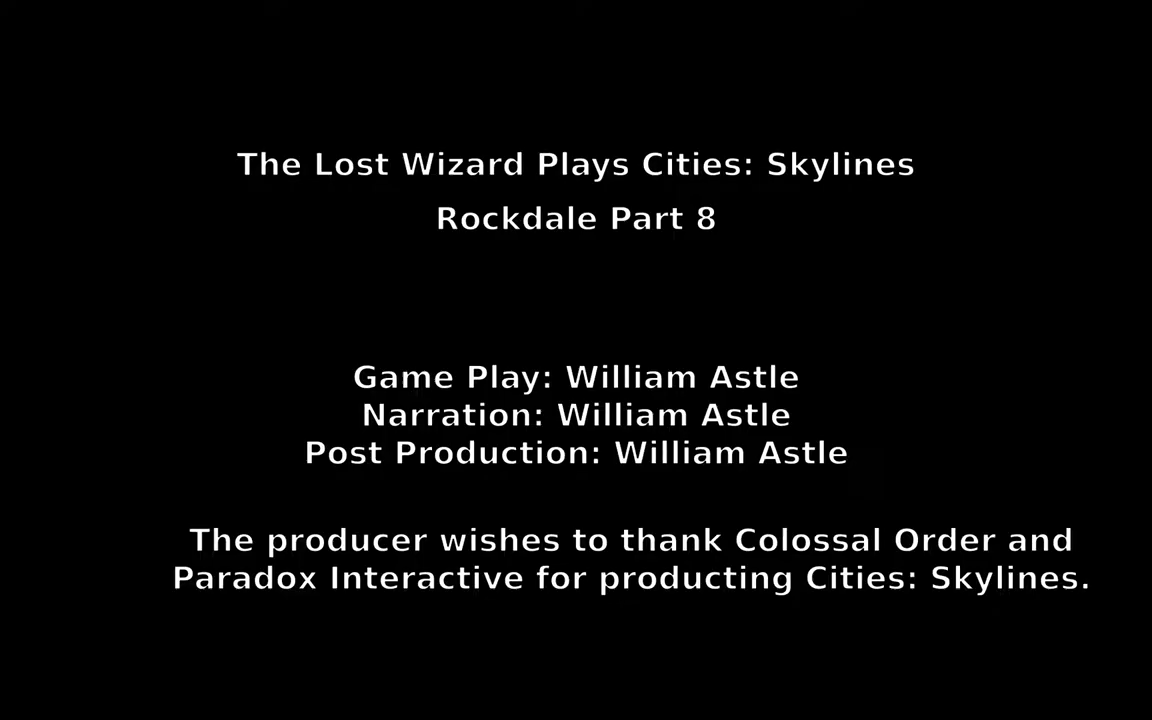 The Lost Wizard Plays Cities: Skylines
Rockdale Part 8
Game Play: William Astle
Narration: William Astle
Post Production: William Astle
The producer wishes to thank Colossal Order and
Paradox Interactive for producting Cities: Skylines.